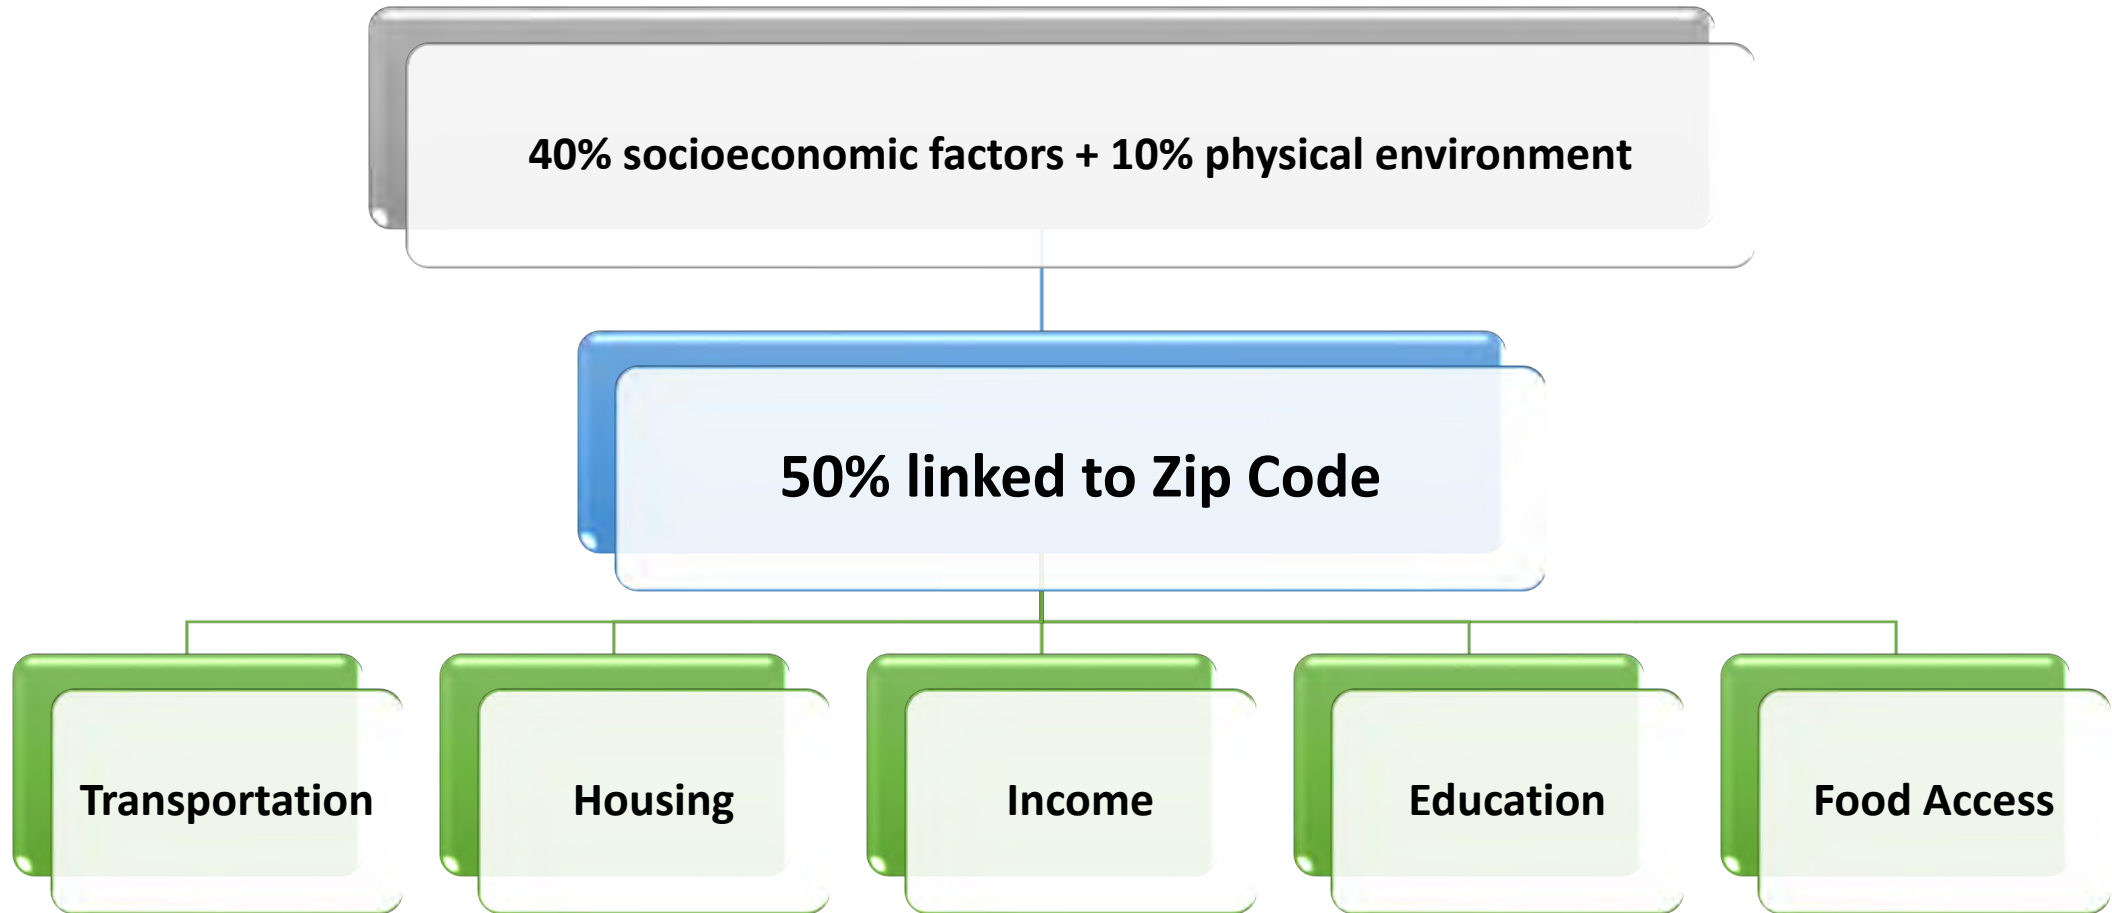 40% socioeconomic factors + 10% physical environment
50% linked to Zip Code
Transportation
Housing
Income
Education
Food Access